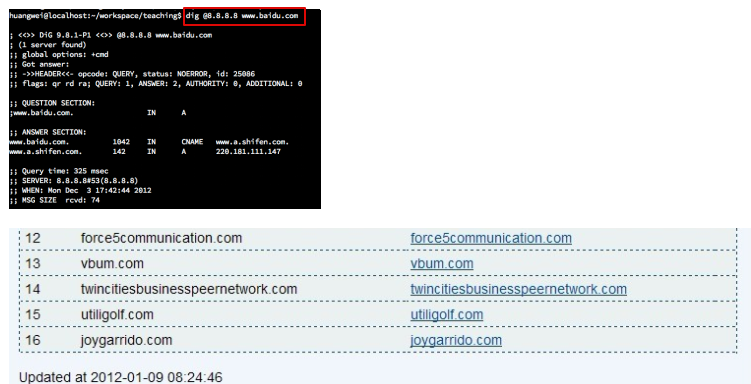 huangwei@localhost:~/workspace/teaching$ dig @8.8.8.8 www.baidu.com
; <<>> DiG 9.8.1-P1 <<>> @8.8.8.8 www.baidu.com
; (1 server found)
;; global options: +cmd
;; Got answer:
;; ->>HEADER<<- opcode: QUERY, status: NOERROR, id: 25086
;; flags: qr rd ra; QUERY: 1, ANSWER: 2, AUTHORITY: 0, ADDITIONAL: 0
;; QUESTION SECTION:
;www.baidu.com. IN A
;; ANSWER SECTION:
www.baidu.com. 1042 IN CNAME www.a.shifen.com.
www.a.shifen.com. 142 IN A 220.181.111.147
;; Query time: 325 msec
;; SERVER: 8.8.8.8#53(8.8.8.8)
;; WHEN: Mon Dec 3 17:42:44 2012
;; MSG SIZE rcvd: 74
12 force5communication.com force5communication.com
13 vbum.com vbum.com
14 twincitiesbusinesspeernetwork.com twincitiesbusinesspeernetwork.com
15 utiligolf.com utiligolf.com
16 joygarrido.com joygarrido.com
Updated at 2012-01-09 08:24:46